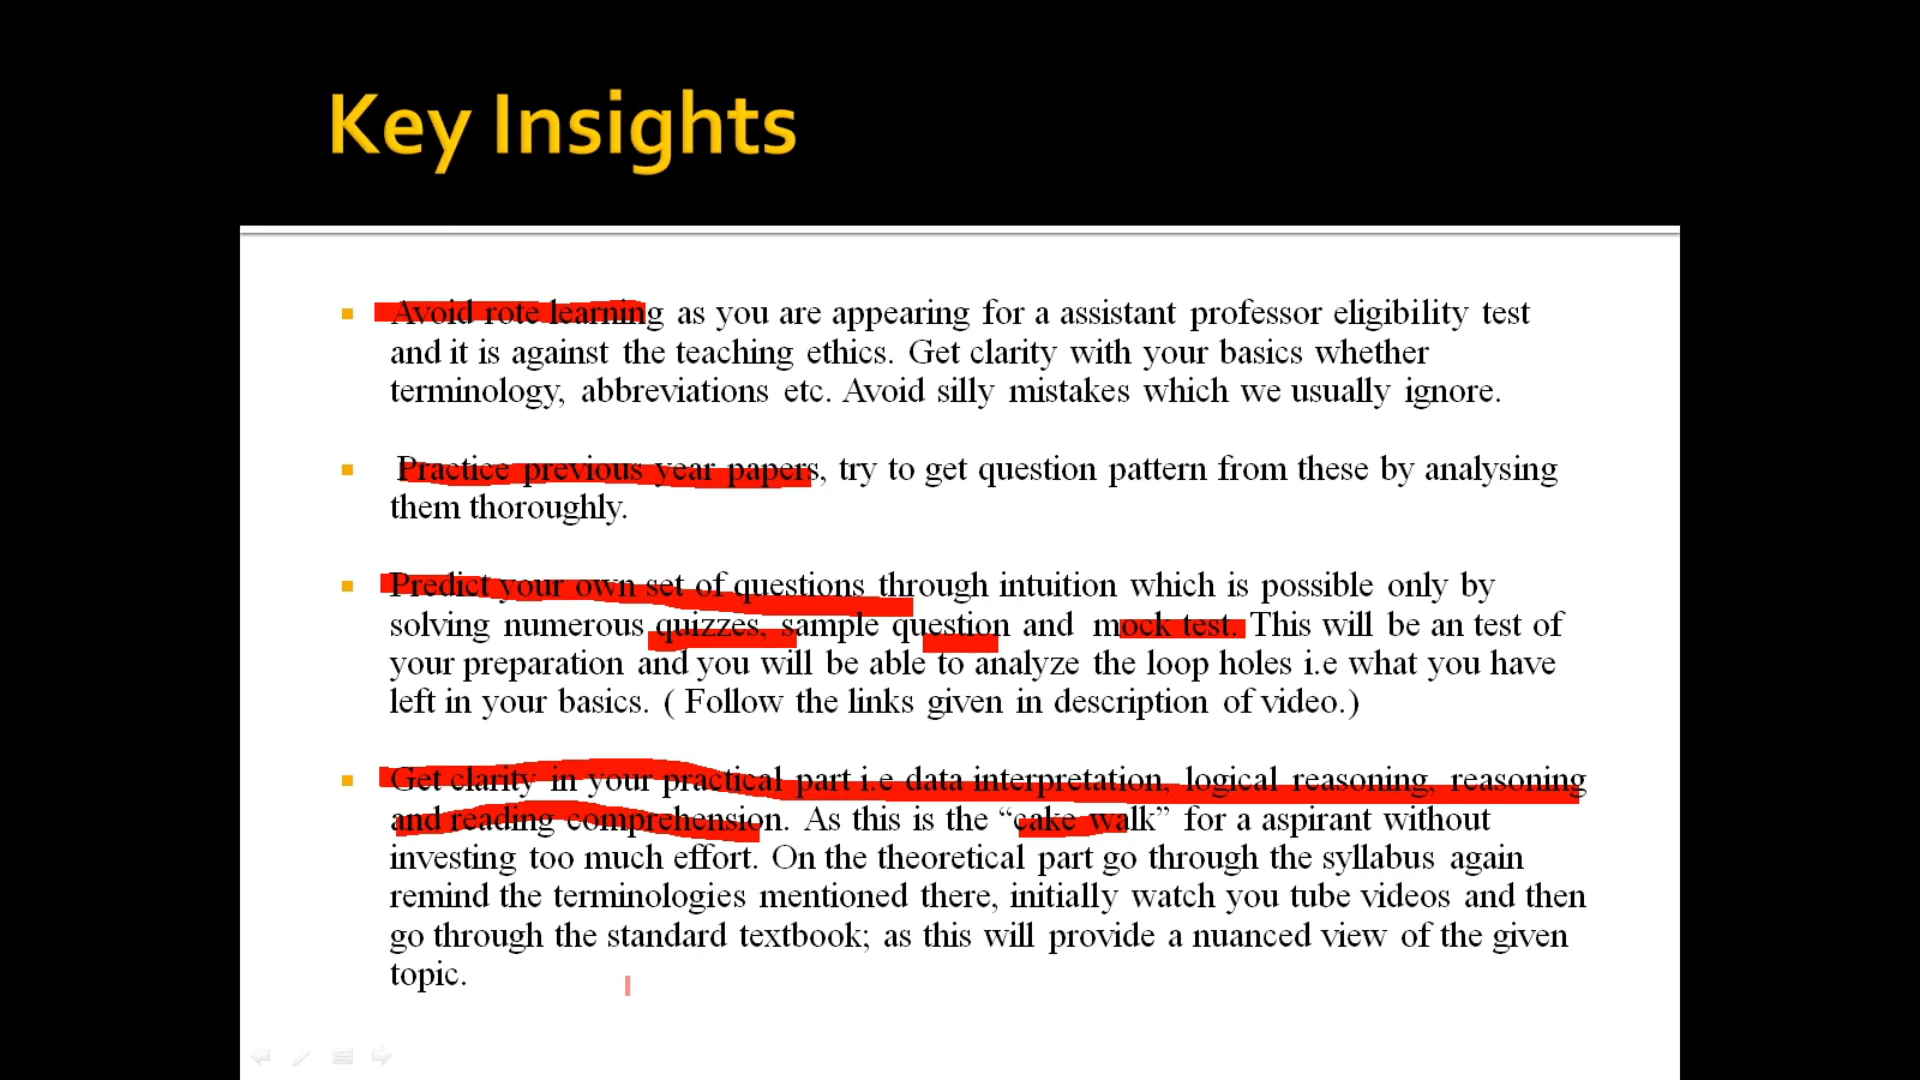 Key Insights
Avoid rote learning as you are appearing for a assistant professor eligibility test
and it is against the teaching ethics. Get clarity with your basics whether
terminology, abbreviations etc. Avoid silly mistakes which we usually ignore.
Practice previous year papers, try to get question pattern from these by analysing
them thoroughly.
Predict your own set of questions through intuition which is possible only by
solving numerous quizzes, sample question and mock test. This will be an test of
your preparation and you will be able to analyze the loop holes i.e what you have
left in your basics. ( Follow the links given in description of video.)
Get clarity in your practical part i.e data interpretation, logical reasoning, reasoning
and reading comprehension. As this is the “cake walk” for a aspirant without
investing too much effort. On the theoretical part go through the syllabus again
remind the terminologies mentioned there, initially watch you tube videos and then
go through the standard textbook; as this will provide a nuanced view of the given
topic.